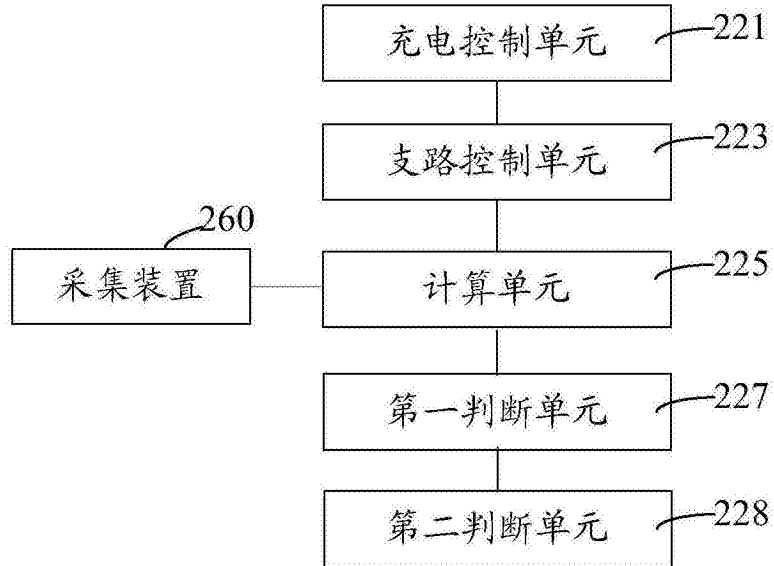 充电控制单元 221
支路控制单元 223
260
采集装置
计算单元 225
第一判断单元 227
第二判断单元 228